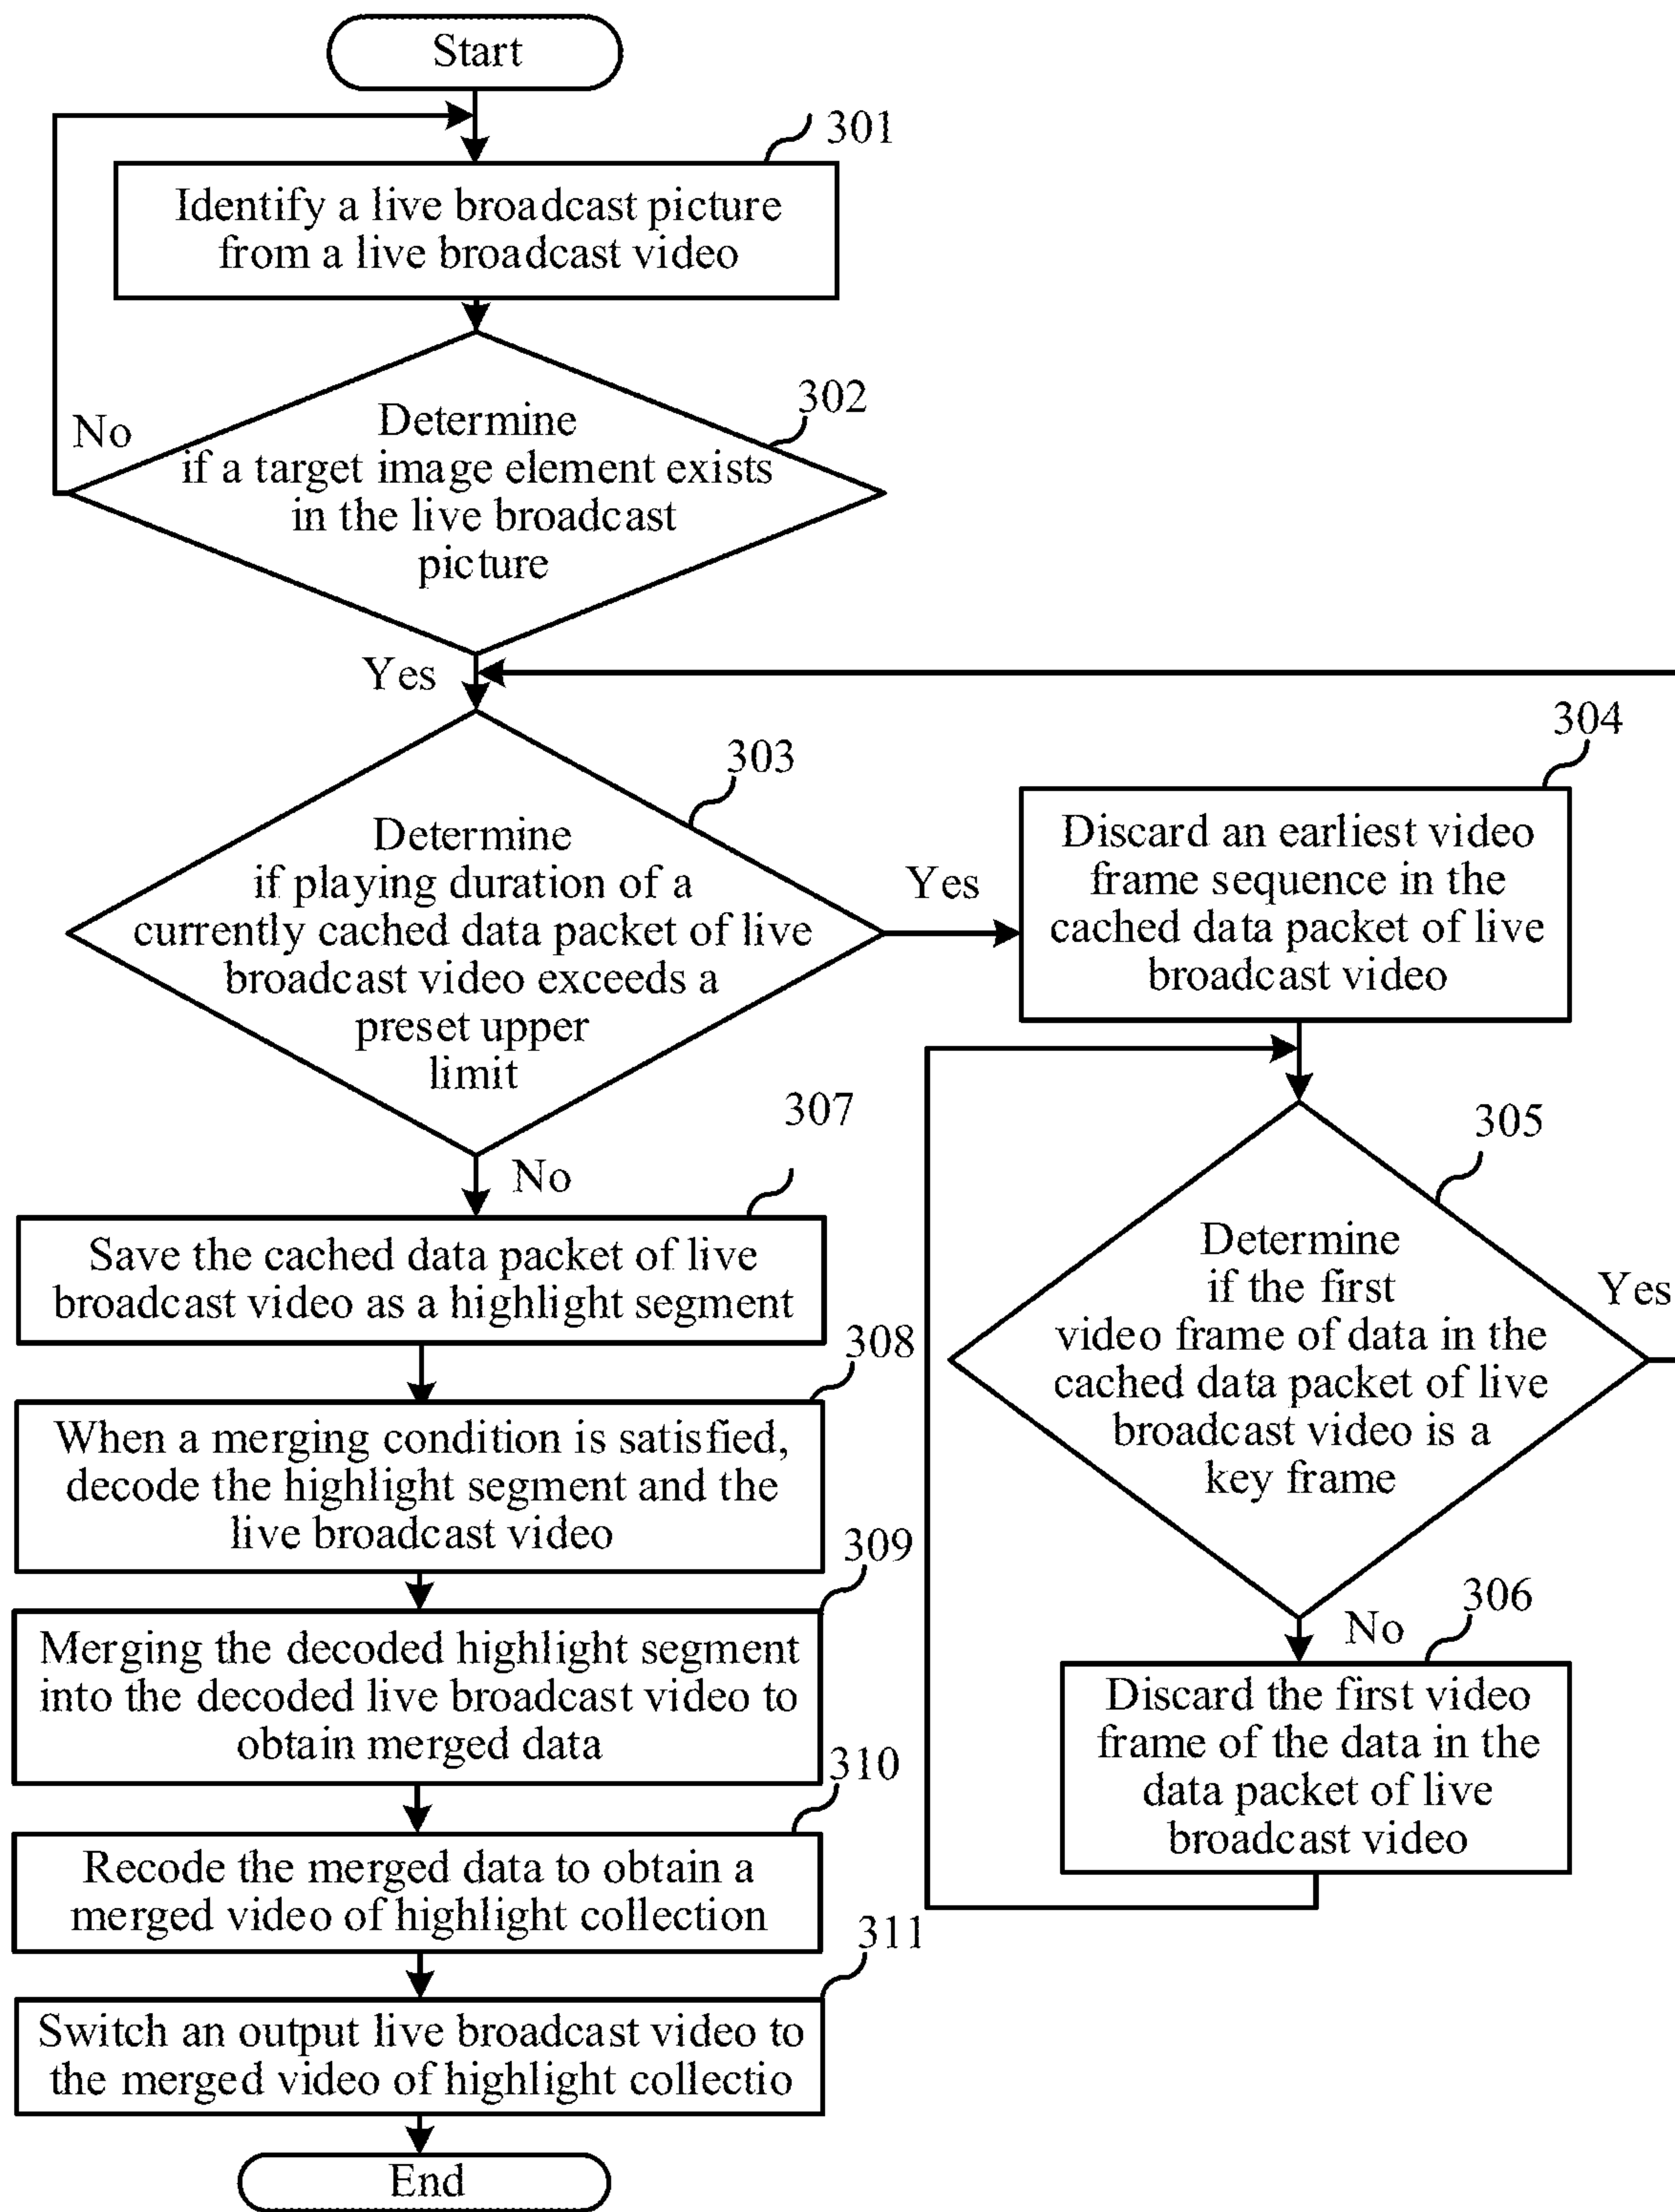 Start
301
Identify a live broadcast picture
from a live broadcast video
302
No
Determine
if a target image element exists
in the live broadcast
picture
Yes
303
Determine
if playing duration of a
currently cached data packet of live
broadcast video exceeds a
preset upper
limit
Yes
304
Discard an earliest video
frame sequence in the
cached data packet of live
broadcast video
305
Determine
if the first
video frame of data in the
cached data packet of live
broadcast video is a
key frame
Yes
No
306
Discard the first video
frame of the data in the
data packet of live
broadcast video
No
307
Save the cached data packet of live
broadcast video as a highlight segment
308
When a merging condition is satisfied,
decode the highlight segment and the
live broadcast video
309
Merging the decoded highlight segment
into the decoded live broadcast video to
obtain merged data
310
Recode the merged data to obtain a
merged video of highlight collection
311
Switch an output live broadcast video to
the merged video of highlight collectio
End